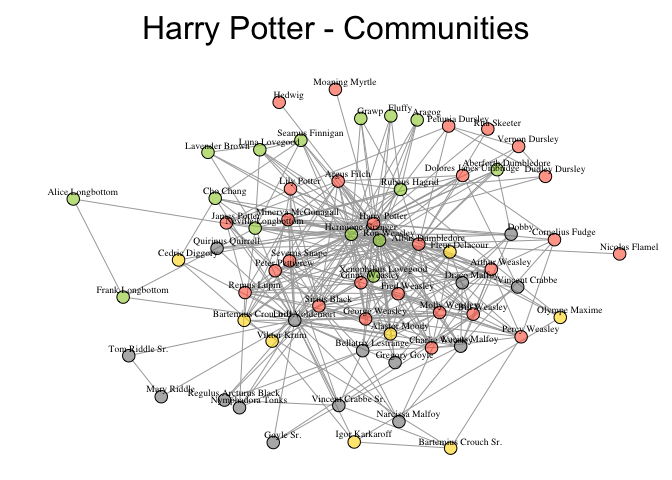 Harry Potter - Communities
Moaning Myrtle
Hedwig
Grawp
Fluffy
Aragog
Petunia Dursley
Rita Skeeter
Seamus Finnigan
Vernon Dursley
Lavender Brown
Luna Lovegood
Aberforth Dumbledore
Dolores Janes Umbridge
Dudley Dursley
Argus Filch
Lily Potter
Rubeus Hagrid
Alice Longbottom
Cho Chang
Minerva McGonagall
James Potter
Harry Potter
Neville Longbottom
Hermione Granger
Ron Weasley
Dobby
Cornelius Fudge
Albus Dumbledore
Quirinus Quirrell
Fleur Delacour
Nicolas Flamel
Cedric Diggory
Severus Snape
Peter Pettigrew
Arthur Weasley
Xenophilius Lovegood
Ginny Weasley
Draco Malfoy
Vincent Crabbe
Remus Lupin
Fred Weasley
Frank Longbottom
Sirius Black
Molly Weasley
Bill Weasley
Olympe Maxime
Bartemius Crouch Jr.
Lord Voldemort
George Weasley
Alastor Moody
Percy Weasley
Viktor Krum
Charlie Weasley
Lucius Malfoy
Bellatrix Lestrange
Gregory Goyle
Tom Riddle Sr.
Mary Riddle
Regulus Arcturus Black
Nymphadora Tonks
Vincent Crabbe Sr.
Narcissa Malfoy
Goyle Sr.
Igor Karkaroff
Bartemius Crouch Sr.